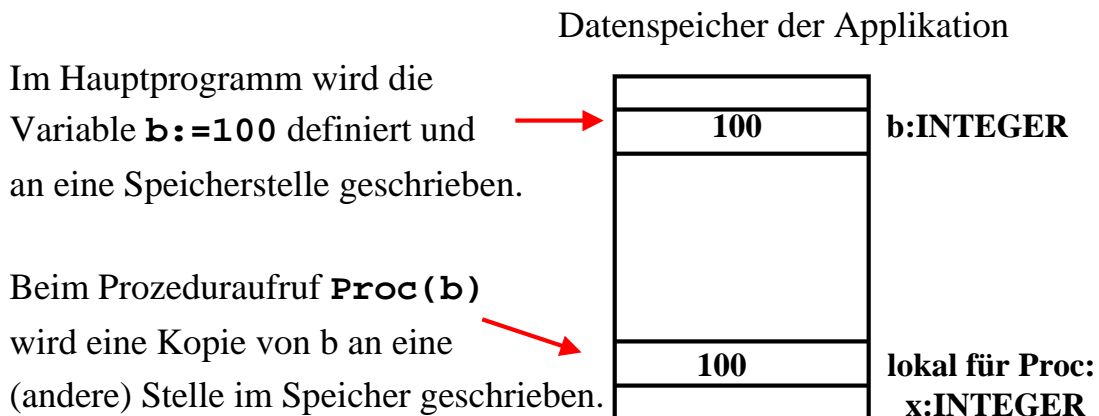 Datenspeicher der Applikation
Im Hauptprogramm wird die
Variable b:=100 definiert und
an eine Speicherstelle geschrieben.
100
b:INTEGER
Beim Prozeduraufruf Proc(b)
wird eine Kopie von b an eine
(andere) Stelle im Speicher geschrieben.
100
lokal für Proc:
x:INTEGER